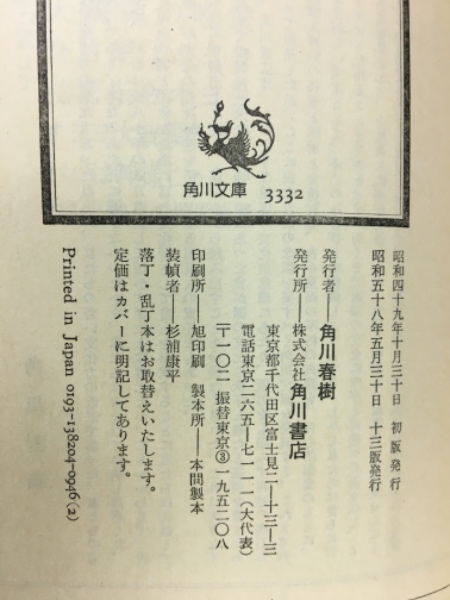 角川文庫 3332
昭和四十九年十月三十日 初版発行
昭和五十八年五月三十日 十三版発行
発行者――角川春樹
発行所――株式会社角川書店
東京都千代田区富士見二―十三―三
電話東京二六五―七一一一(大代表)
〒一〇二 振替東京③一九五二〇八
印刷所――旭印刷 製本所――本間製本
装幀者――杉浦康平
落丁・乱丁本はお取替えいたします。
定価はカバーに明記してあります。
Printed in Japan 0193-138204-0946(2)